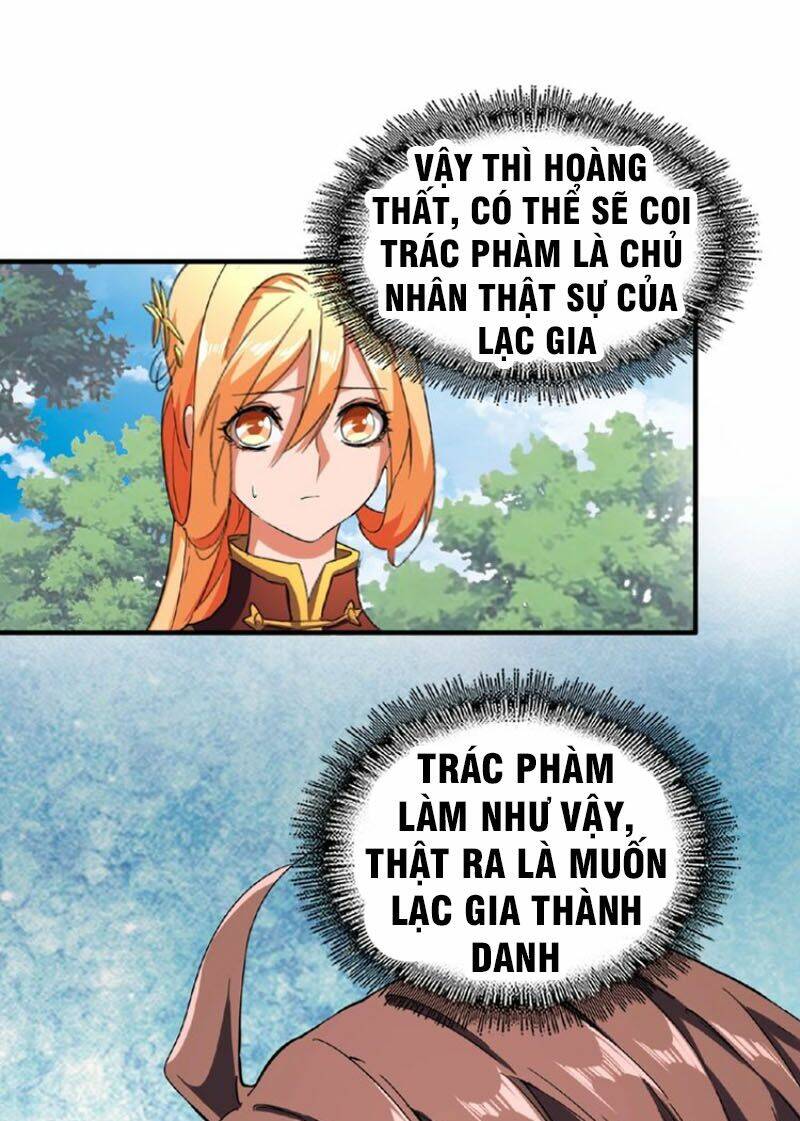 VẬY THÌ HOÀNG
THẤT, CÓ THỂ SẼ COI
TRÁC PHÀM LÀ CHỦ
NHÂN THẬT SỰ CỦA
LẠC GIA
TRÁC PHÀM
LÀM NHƯ VẬY,
THẬT RA LÀ MUỐN
LẠC GIA THÀNH
DANH